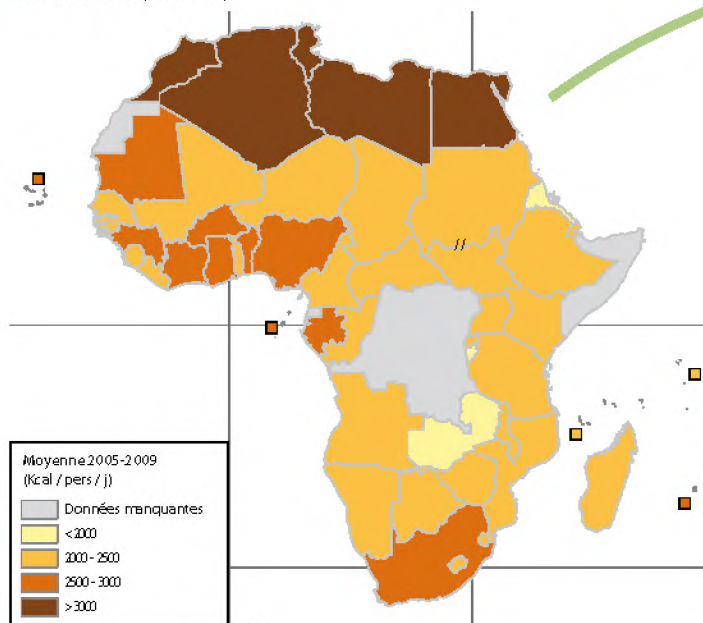 Moyenne 2005-2009
(Kcal / pers / j)
Données manquantes
<2000
2000 - 2500
2500 - 3000
>3000